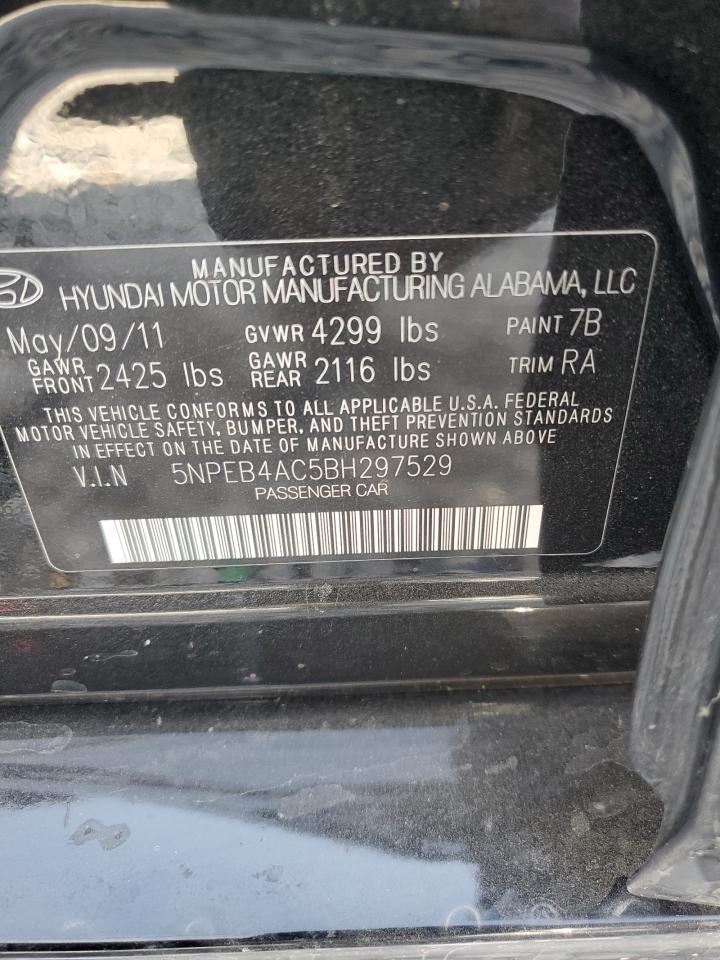 MANUFACTURED BY
HYUNDAI MOTOR MANUFACTURING ALABAMA, LLC
May/09/11 GVWR 4299 lbs PAINT 7B
GAWR FRONT 2425 lbs GAWR REAR 2116 lbs TRIM RA
THIS VEHICLE CONFORMS TO ALL APPLICABLE U.S.A. FEDERAL
MOTOR VEHICLE SAFETY, BUMPER, AND THEFT PREVENTION STANDARDS
IN EFFECT ON THE DATE OF MANUFACTURE SHOWN ABOVE.
V.I.N 5NPEB4AC5BH297529
PASSENGER CAR